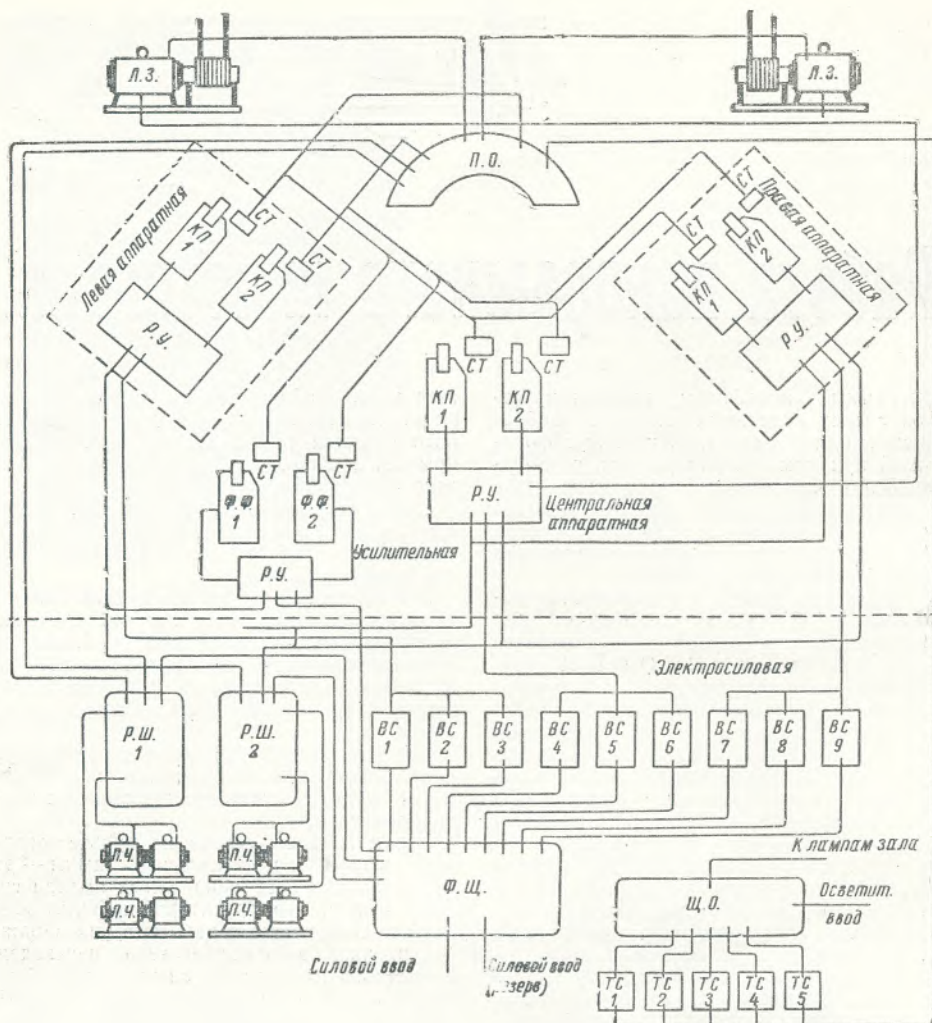 Л.З.
Л.З.
П.О.
Левая аппаратная
КП
1
СТ
КП
2
СТ
Р.У.
Правая аппаратная
СТ
КП
2
СТ
КП
1
Р.У.
СТ
СТ
КП
1
КП
2
Р.У.
Центральная
аппаратная
СТ
СТ
Ф.Ф.
1
Ф.Ф.
2
Усилительная
Р.У.
Электросиловая
Р.Ш.
1
Р.Ш.
2
ВС
1
ВС
2
ВС
3
ВС
4
ВС
5
ВС
6
ВС
7
ВС
8
ВС
9
П.Ч.
П.Ч.
П.Ч.
П.Ч.
Ф.Щ.
К лампам зала
Щ.О.
Осветит.
ввод
Силовой ввод
Силовой ввод
(резерв)
ТС
1
ТС
2
ТС
3
ТС
4
ТС
5